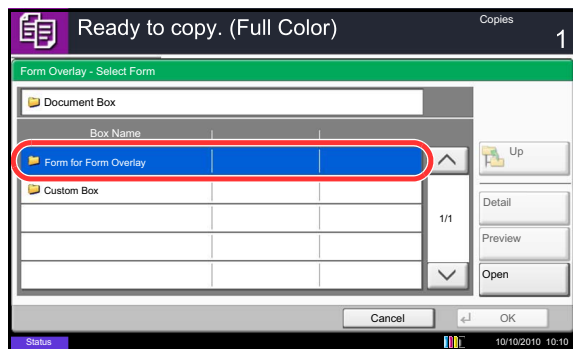 Ready to copy. (Full Color)
Copies
1
Form Overlay - Select Form
Document Box
Box Name
Form for Form Overlay
Up
Custom Box
Detail
1/1
Preview
Open
Cancel
OK
Status
10/10/2010 10:10